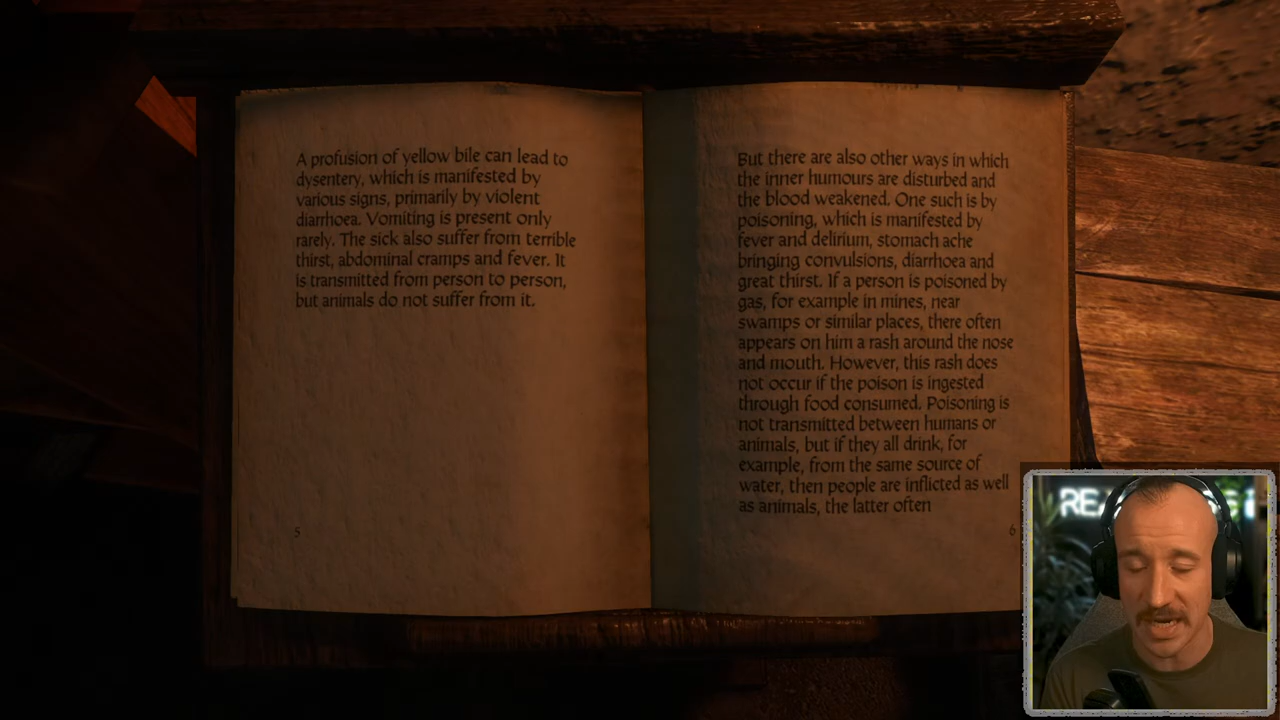 A profusion of yellow bile can lead to
dysentery, which is manifested by
various signs, primarily by violent
diarrhoea. Vomiting is present only
rarely. The sick also suffer from terrible
thirst, abdominal cramps and fever. It
is transmitted from person to person,
but animals do not suffer from it.
5
But there are also other ways in which
the inner humours are disturbed and
the blood weakened. One such is by
poisoning, which is manifested by
fever and delirium, stomach ache
bringing convulsions, diarrhoea and
great thirst. If a person is poisoned by
gas, for example in mines, near
swamps or similar places, there often
appears on him a rash around the nose
and mouth. However, this rash does
not occur if the poison is ingested
through food consumed. Poisoning is
not transmitted between humans or
animals, but if they all drink, for
example, from the same source of
water, then people are inflicted as well
as animals, the latter often
6